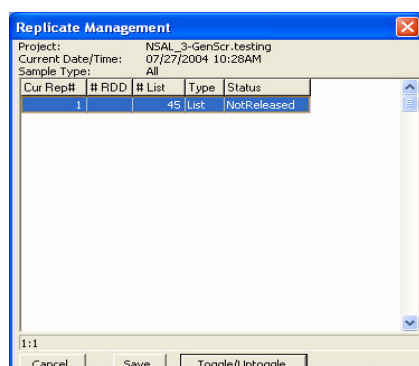 Replicate Management
Project: NSAL_3-GenScr.testing
Current Date/Time: 07/27/2004 10:28AM
Sample Type: All
Cur Rep# # RDD # List Type Status
1 45 List NotReleased
1:1
Cancel Save Toggle/Untoggle